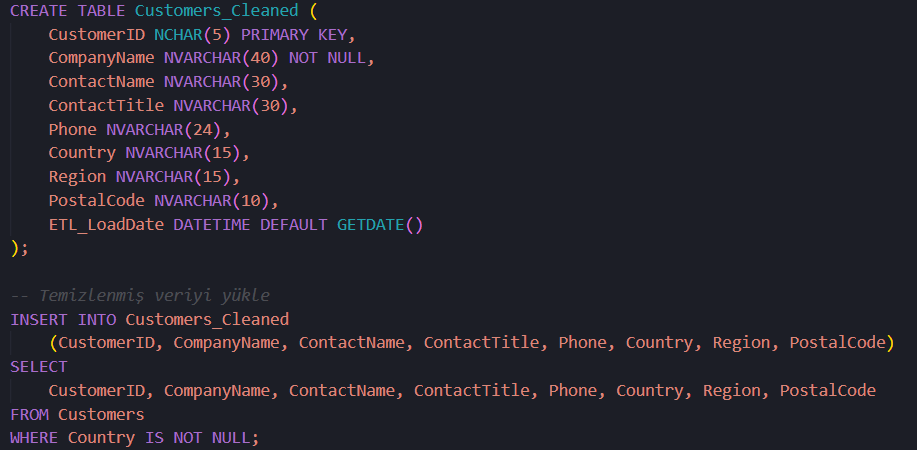 CREATE TABLE Customers_Cleaned (
    CustomerID NCHAR(5) PRIMARY KEY,
    CompanyName NVARCHAR(40) NOT NULL,
    ContactName NVARCHAR(30),
    ContactTitle NVARCHAR(30),
    Phone NVARCHAR(24),
    Country NVARCHAR(15),
    Region NVARCHAR(15),
    PostalCode NVARCHAR(10),
    ETL_LoadDate DATETIME DEFAULT GETDATE()
);

-- Temizlenmiş veriyi yükle
INSERT INTO Customers_Cleaned
    (CustomerID, CompanyName, ContactName, ContactTitle, Phone, Country, Region, PostalCode)
SELECT
    CustomerID, CompanyName, ContactName, ContactTitle, Phone, Country, Region, PostalCode
FROM Customers
WHERE Country IS NOT NULL;